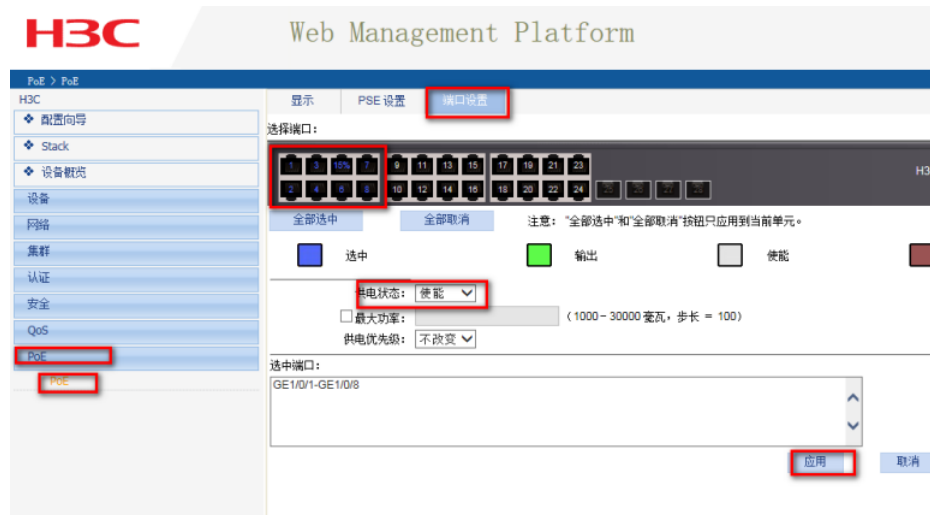 H3C Web Management Platform
PoE > PoE
H3C
❖ 配置向导
❖ Stack
❖ 设备概览
设备
网络
集群
认证
安全
QoS
PoE
PoE
显示 PSE 设置 端口设置
选择端口：
1 3 15% 7 9 11 13 15 17 19 21 23
2 4 6 8 10 12 14 16 18 20 22 24
H3
全部选中 全部取消 注意： “全部选中”和“全部取消”按钮只应用到当前单元。
选中 输出 使能
供电状态： 使能
最大功率： （1000-30000毫瓦，步长 = 100）
供电优先级： 不改变
选中端口：
GE1/0/1-GE1/0/8
应用 取消